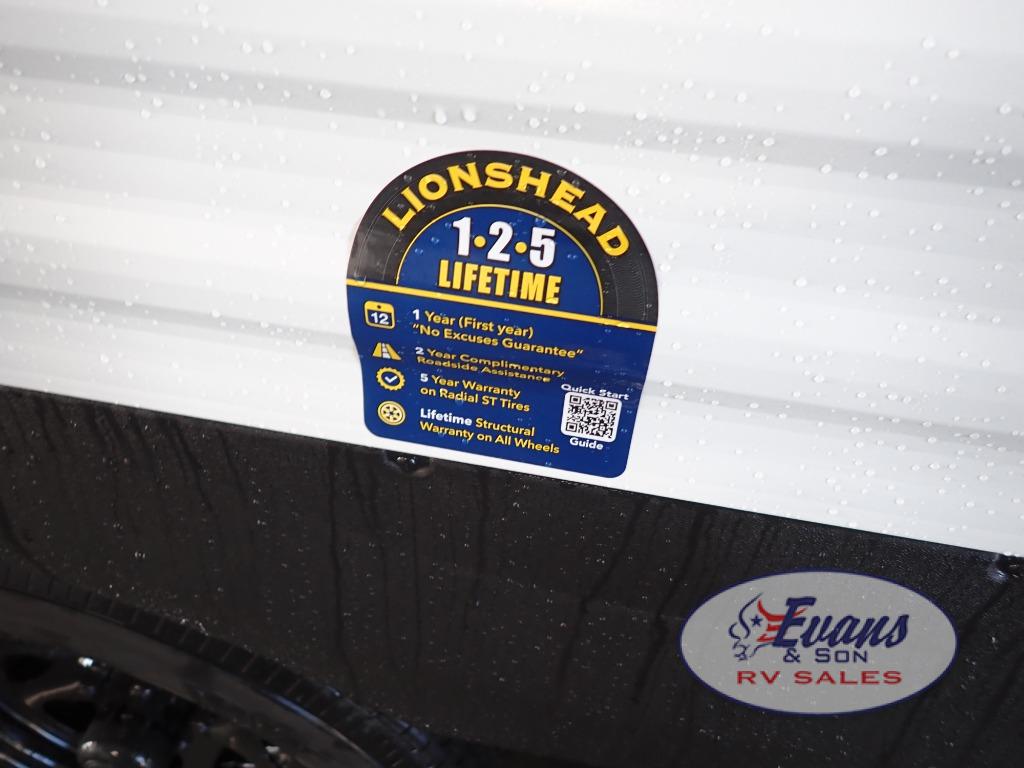 LIONSHEAD
1•2•5
LIFETIME
12
1 Year (First year)
"No Excuses Guarantee"
2 Year Complimentary
Roadside Assistance
5 Year Warranty
on Radial ST Tires
Lifetime Structural
Warranty on All Wheels
Quick Start
Guide
Evans
& SON
RV SALES